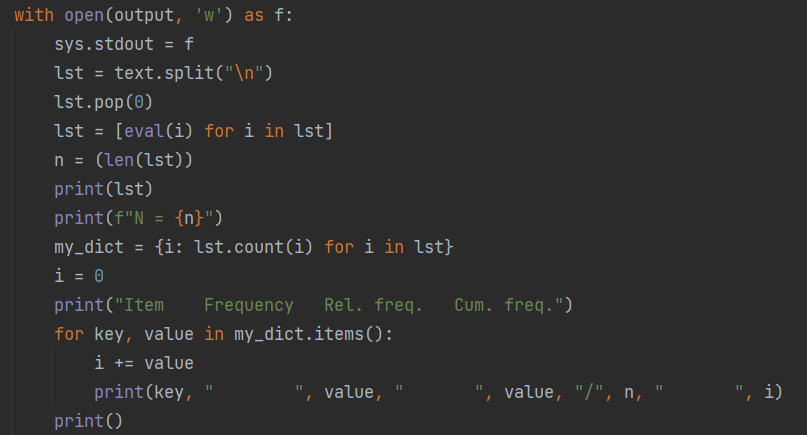 with open(output, 'w') as f:
    sys.stdout = f
    lst = text.split("\n")
    lst.pop(0)
    lst = [eval(i) for i in lst]
    n = (len(lst))
    print(lst)
    print(f"N = {n}")
    my_dict = {i: lst.count(i) for i in lst}
    i = 0
    print("Item    Frequency   Rel. freq.   Cum. freq.")
    for key, value in my_dict.items():
        i += value
        print(key, "        ", value, "       ", value, "/", n, "       ", i)
    print()